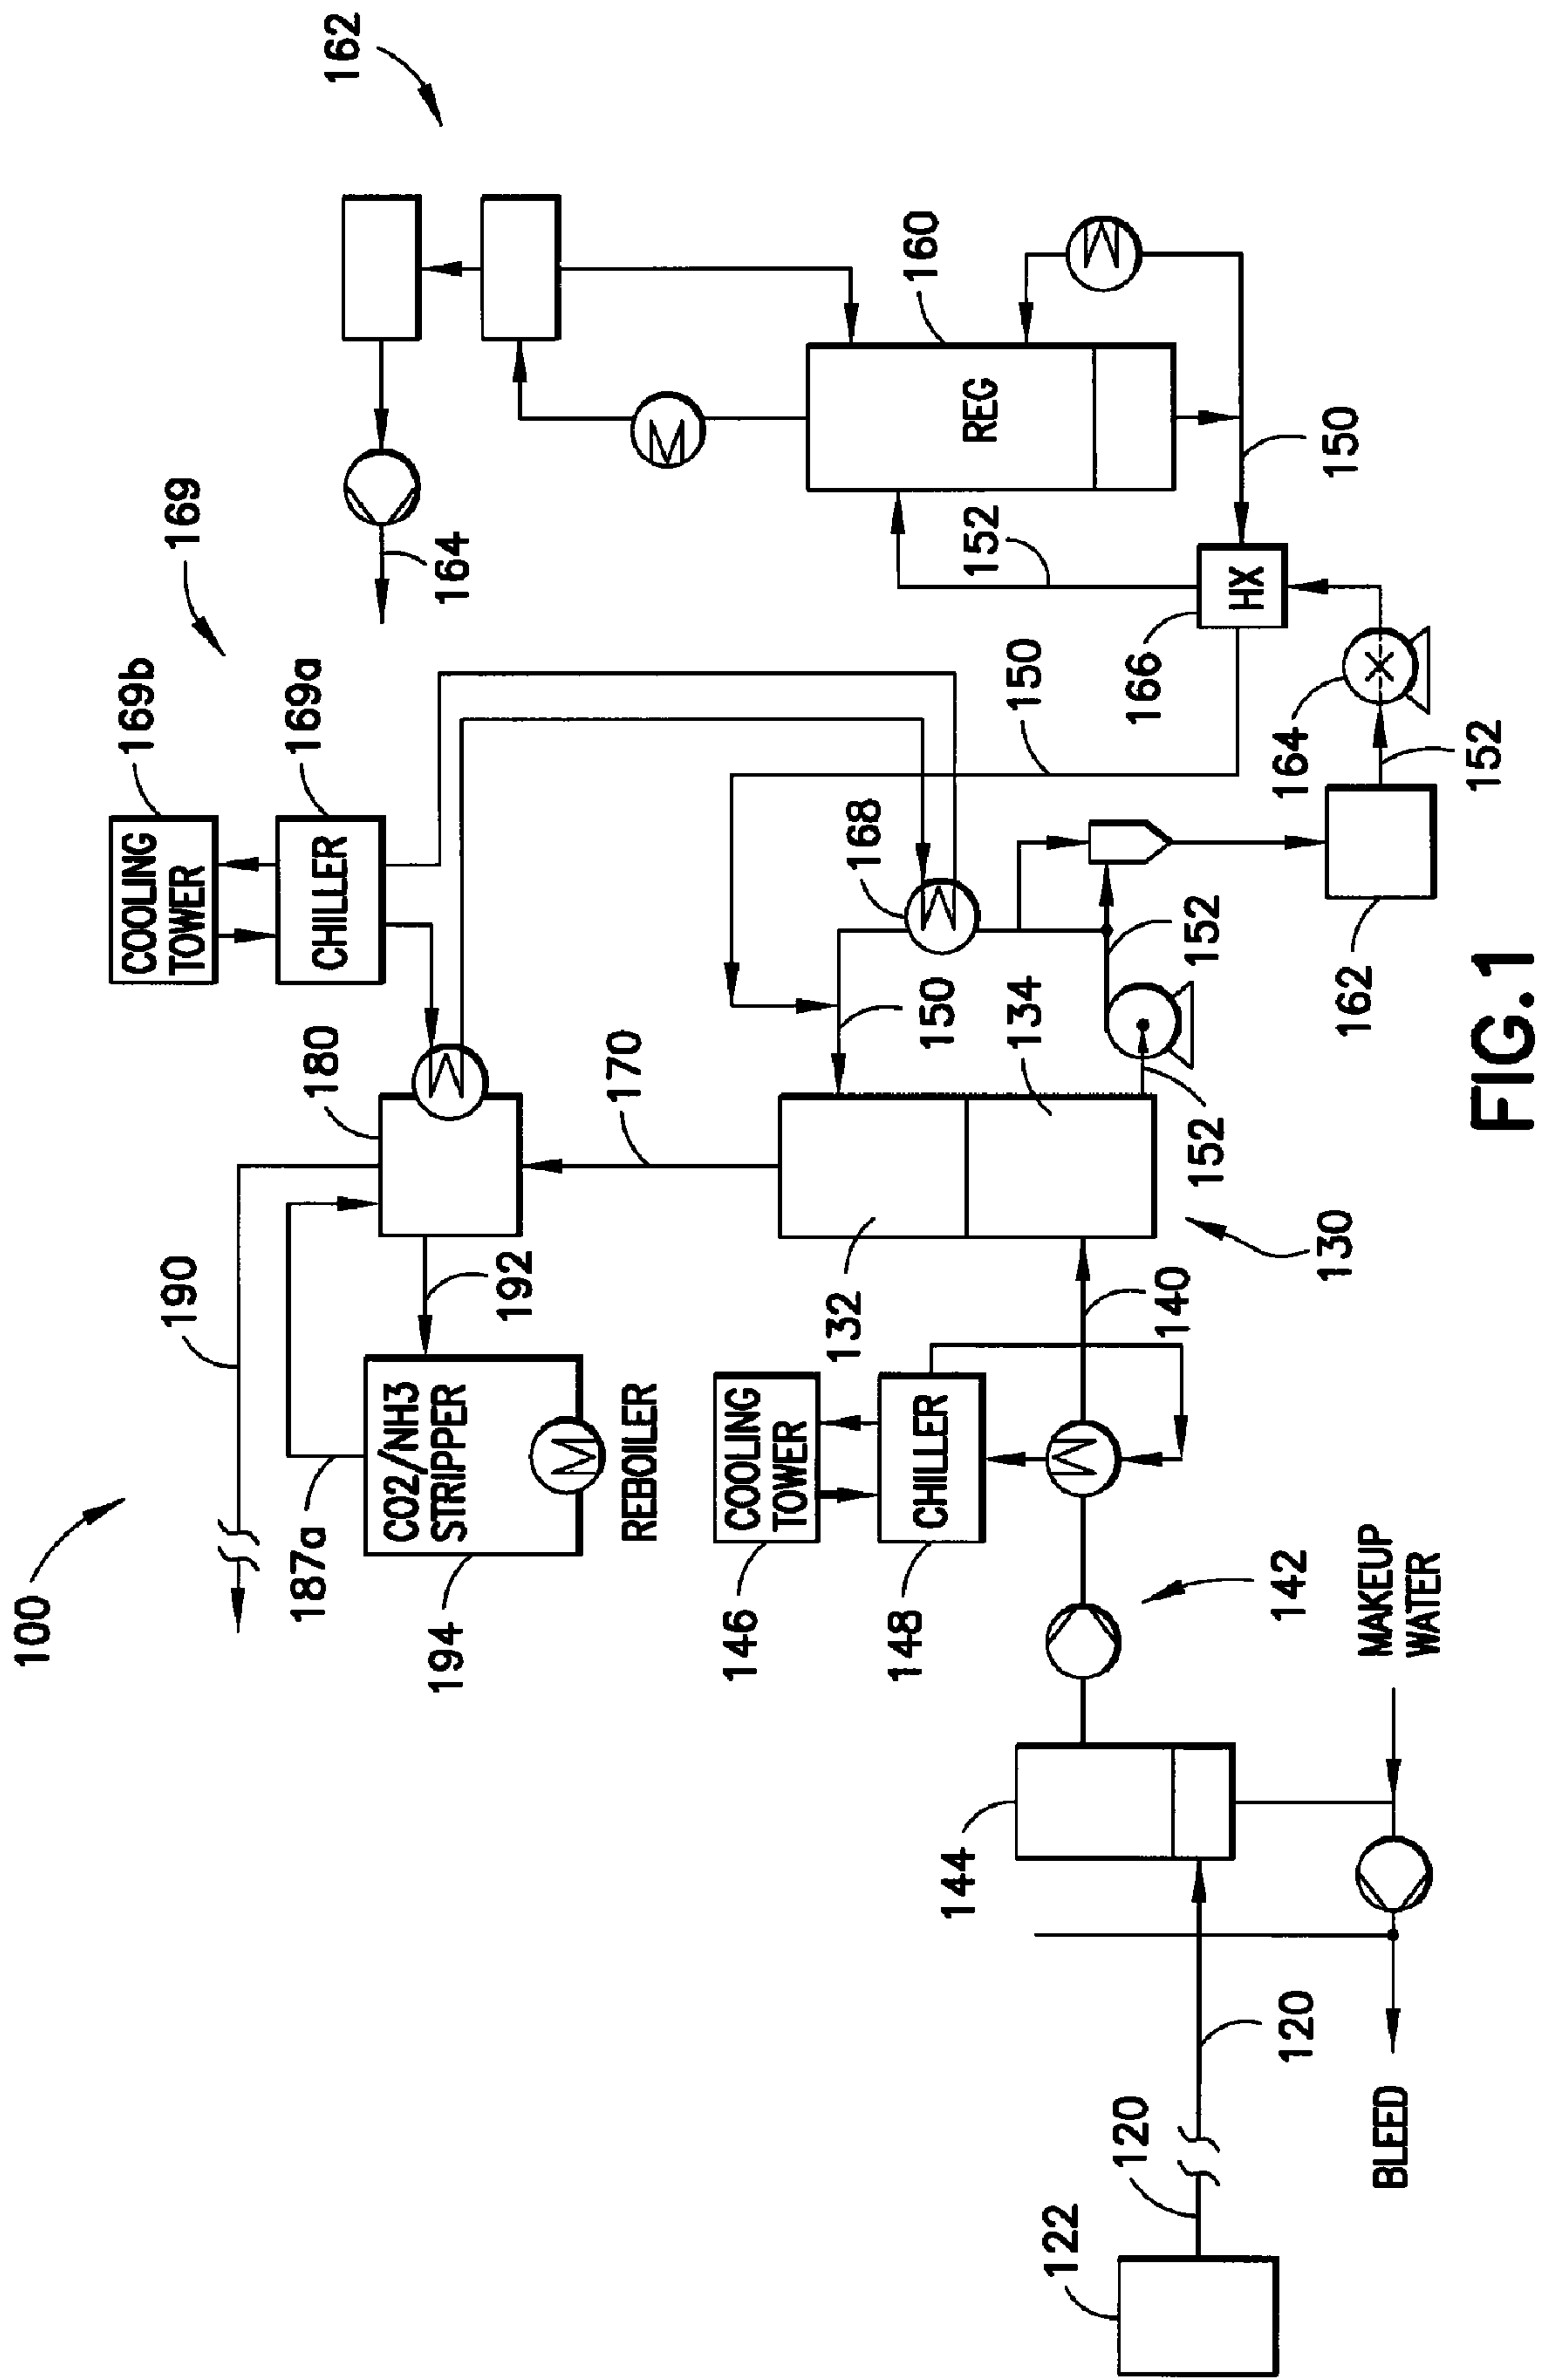 100
190
COOLING
TOWER
169b
169
187a
180
CHILLER
169a
162
CO2/NH3
STRIPPER
194
192
164
REBOILER
170
COOLING
TOWER
146
132
168
148
CHILLER
150
160
144
REG
152
134
150
122
120
166
140
152
152
HX
142
120
164
130
150
162
MAKEUP
WATER
BLEED
152
FIG.1